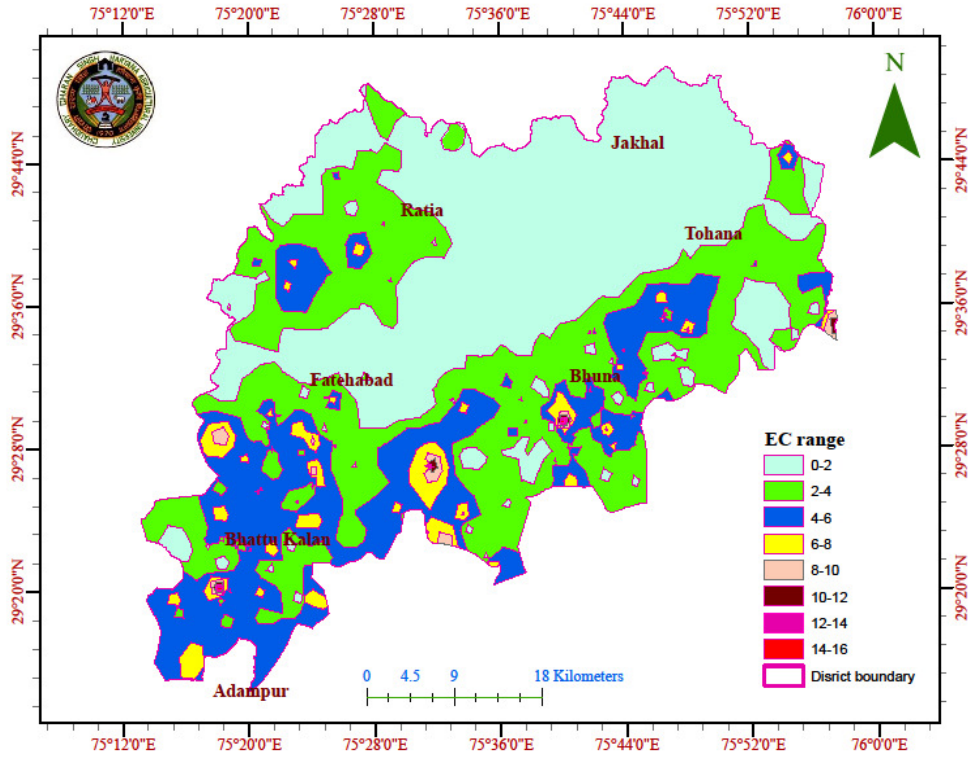 75°12'0"E 75°20'0"E 75°28'0"E 75°36'0"E 75°44'0"E 75°52'0"E 76°0'0"E
N
29°44'0"N 29°44'0"N
Jakhal
Ratia
Tohana
29°36'0"N 29°36'0"N
Fatehabad Bhuna
29°28'0"N 29°28'0"N
EC range
0-2
2-4
4-6
6-8
8-10
10-12
12-14
14-16
Disrict boundary
Bhattu Kalan
29°20'0"N 29°20'0"N
0 4.5 9 18 Kilometers
Adampur
75°12'0"E 75°20'0"E 75°28'0"E 75°36'0"E 75°44'0"E 75°52'0"E 76°0'0"E